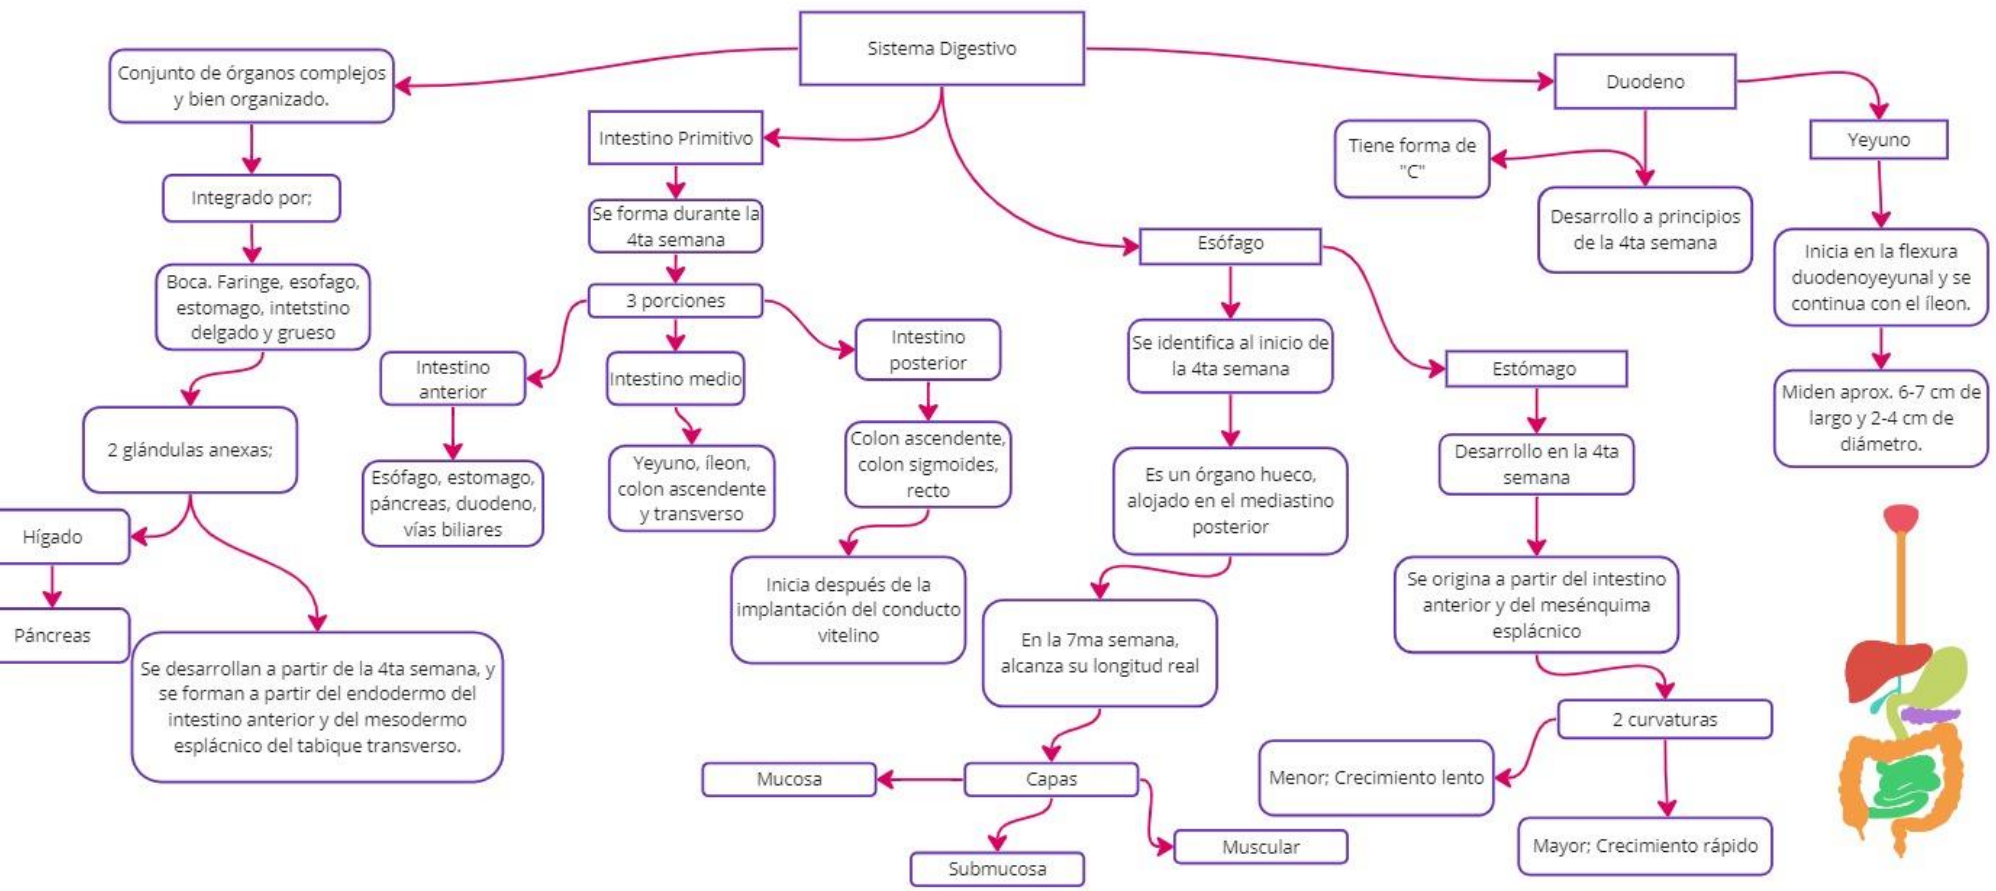 Sistema Digestivo
Conjunto de órganos complejos
y bien organizado.
Integrado por;
Boca. Faringe, esofago,
estomago, intetstino
delgado y grueso
2 glándulas anexas;
Hígado
Páncreas
Se desarrollan a partir de la 4ta semana, y
se forman a partir del endodermo del
intestino anterior y del mesodermo
esplácnico del tabique transverso.
Intestino Primitivo
Se forma durante la
4ta semana
3 porciones
Intestino
anterior
Esófago, estomago,
páncreas, duodeno,
vías biliares
Intestino medio
Yeyuno, íleon,
colon ascendente
y transverso
Intestino
posterior
Colon ascendente,
colon sigmoides,
recto
Inicia después de la
implantación del conducto
vitelino
Esófago
Se identifica al inicio de
la 4ta semana
Es un órgano hueco,
alojado en el mediastino
posterior
En la 7ma semana,
alcanza su longitud real
Capas
Mucosa
Submucosa
Muscular
Estómago
Desarrollo en la 4ta
semana
Se origina a partir del intestino
anterior y del mesénquima
esplácnico
2 curvaturas
Menor; Crecimiento lento
Mayor; Crecimiento rápido
Duodeno
Tiene forma de
"C"
Desarrollo a principios
de la 4ta semana
Yeyuno
Inicia en la flexura
duodenoyeyunal y se
continua con el íleon.
Miden aprox. 6-7 cm de
largo y 2-4 cm de
diámetro.